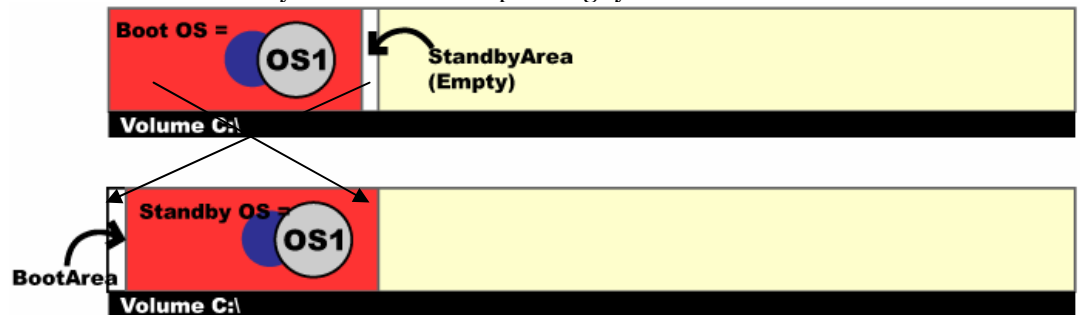 Boot OS =
OS1
StandbyArea
(Empty)
Volume C:\
Standby OS =
OS1
BootArea
Volume C:\